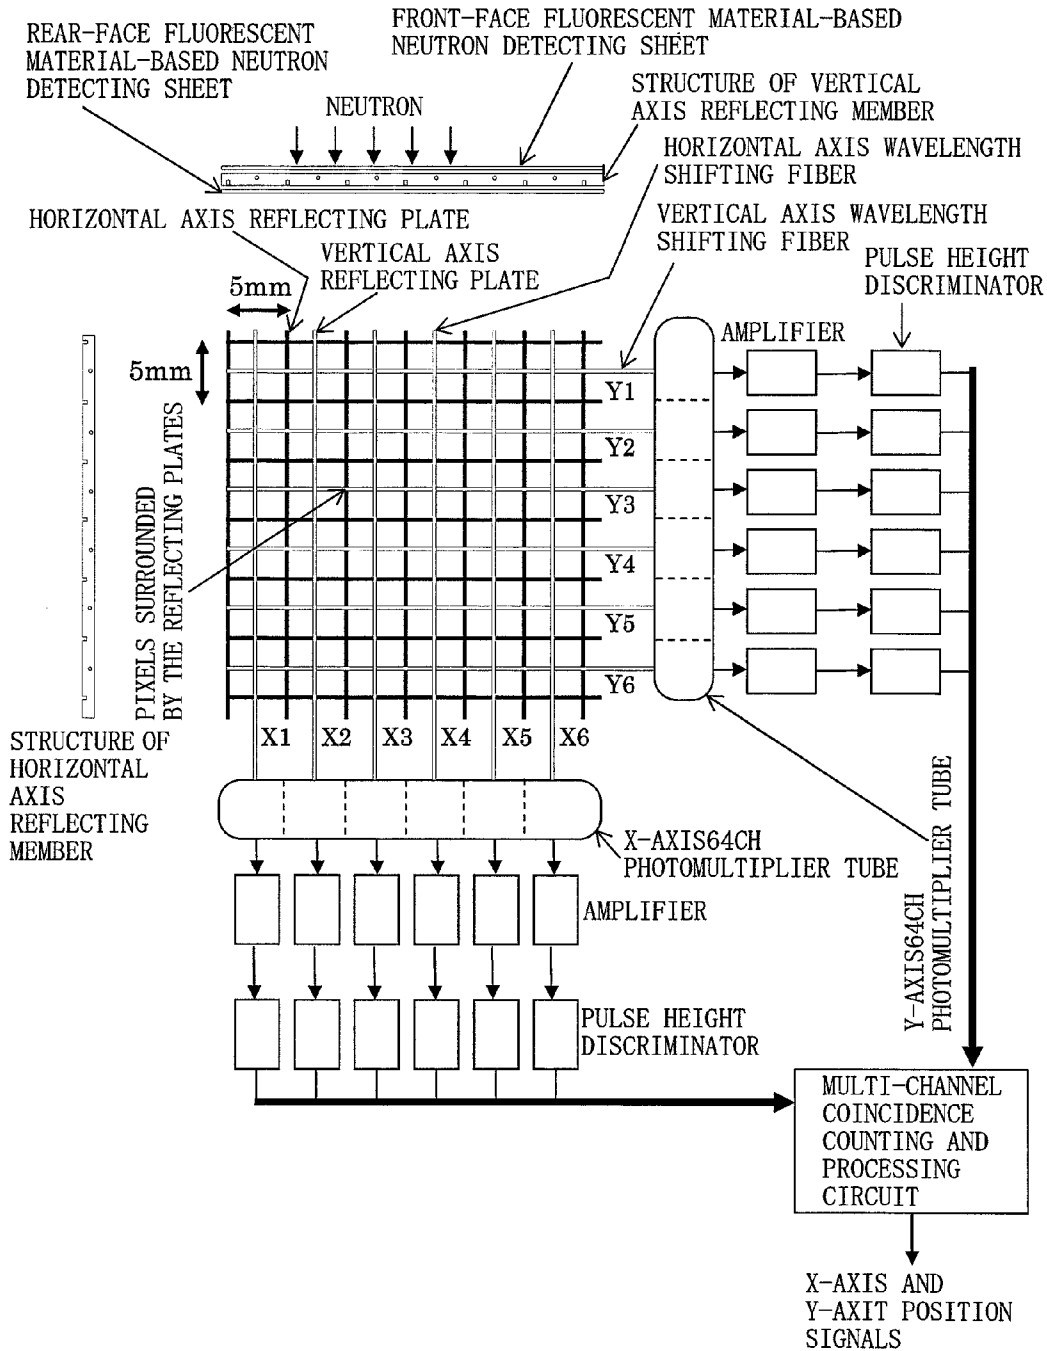 REAR-FACE FLUORESCENT
MATERIAL-BASED NEUTRON
DETECTING SHEET
FRONT-FACE FLUORESCENT MATERIAL-BASED
NEUTRON DETECTING SHEET
NEUTRON
STRUCTURE OF VERTICAL
AXIS REFLECTING MEMBER
HORIZONTAL AXIS WAVELENGTH
SHIFTING FIBER
HORIZONTAL AXIS REFLECTING PLATE
VERTICAL AXIS
REFLECTING PLATE
VERTICAL AXIS WAVELENGTH
SHIFTING FIBER
PULSE HEIGHT
DISCRIMINATOR
5mm
AMPLIFIER
5mm
Y1
Y2
Y3
Y4
Y5
Y6
PIXELS SURROUNDED
BY THE REFLECTING PLATES
X1
X2
X3
X4
X5
X6
STRUCTURE OF
HORIZONTAL
AXIS
REFLECTING
MEMBER
X-AXIS64CH
PHOTOMULTIPLIER TUBE
Y-AXIS64CH
PHOTOMULTIPLIER TUBE
AMPLIFIER
PULSE HEIGHT
DISCRIMINATOR
MULTI-CHANNEL
COINCIDENCE
COUNTING AND
PROCESSING
CIRCUIT
X-AXIS AND
Y-AXIT POSITION
SIGNALS